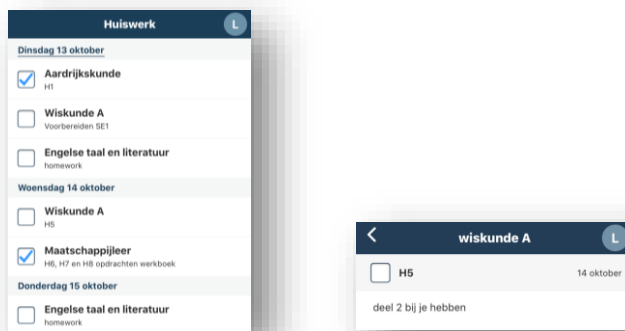 Huiswerk
L
Dinsdag 13 oktober
Aardrijkskunde
H1
Wiskunde A
Voorbereiden SE1
Engelse taal en literatuur
homework
Woensdag 14 oktober
Wiskunde A
H5
Maatschappijleer
H6, H7 en H8 opdrachten werkboek
Donderdag 15 oktober
Engelse taal en literatuur
homework
wiskunde A
L
H5 14 oktober
deel 2 bij je hebben